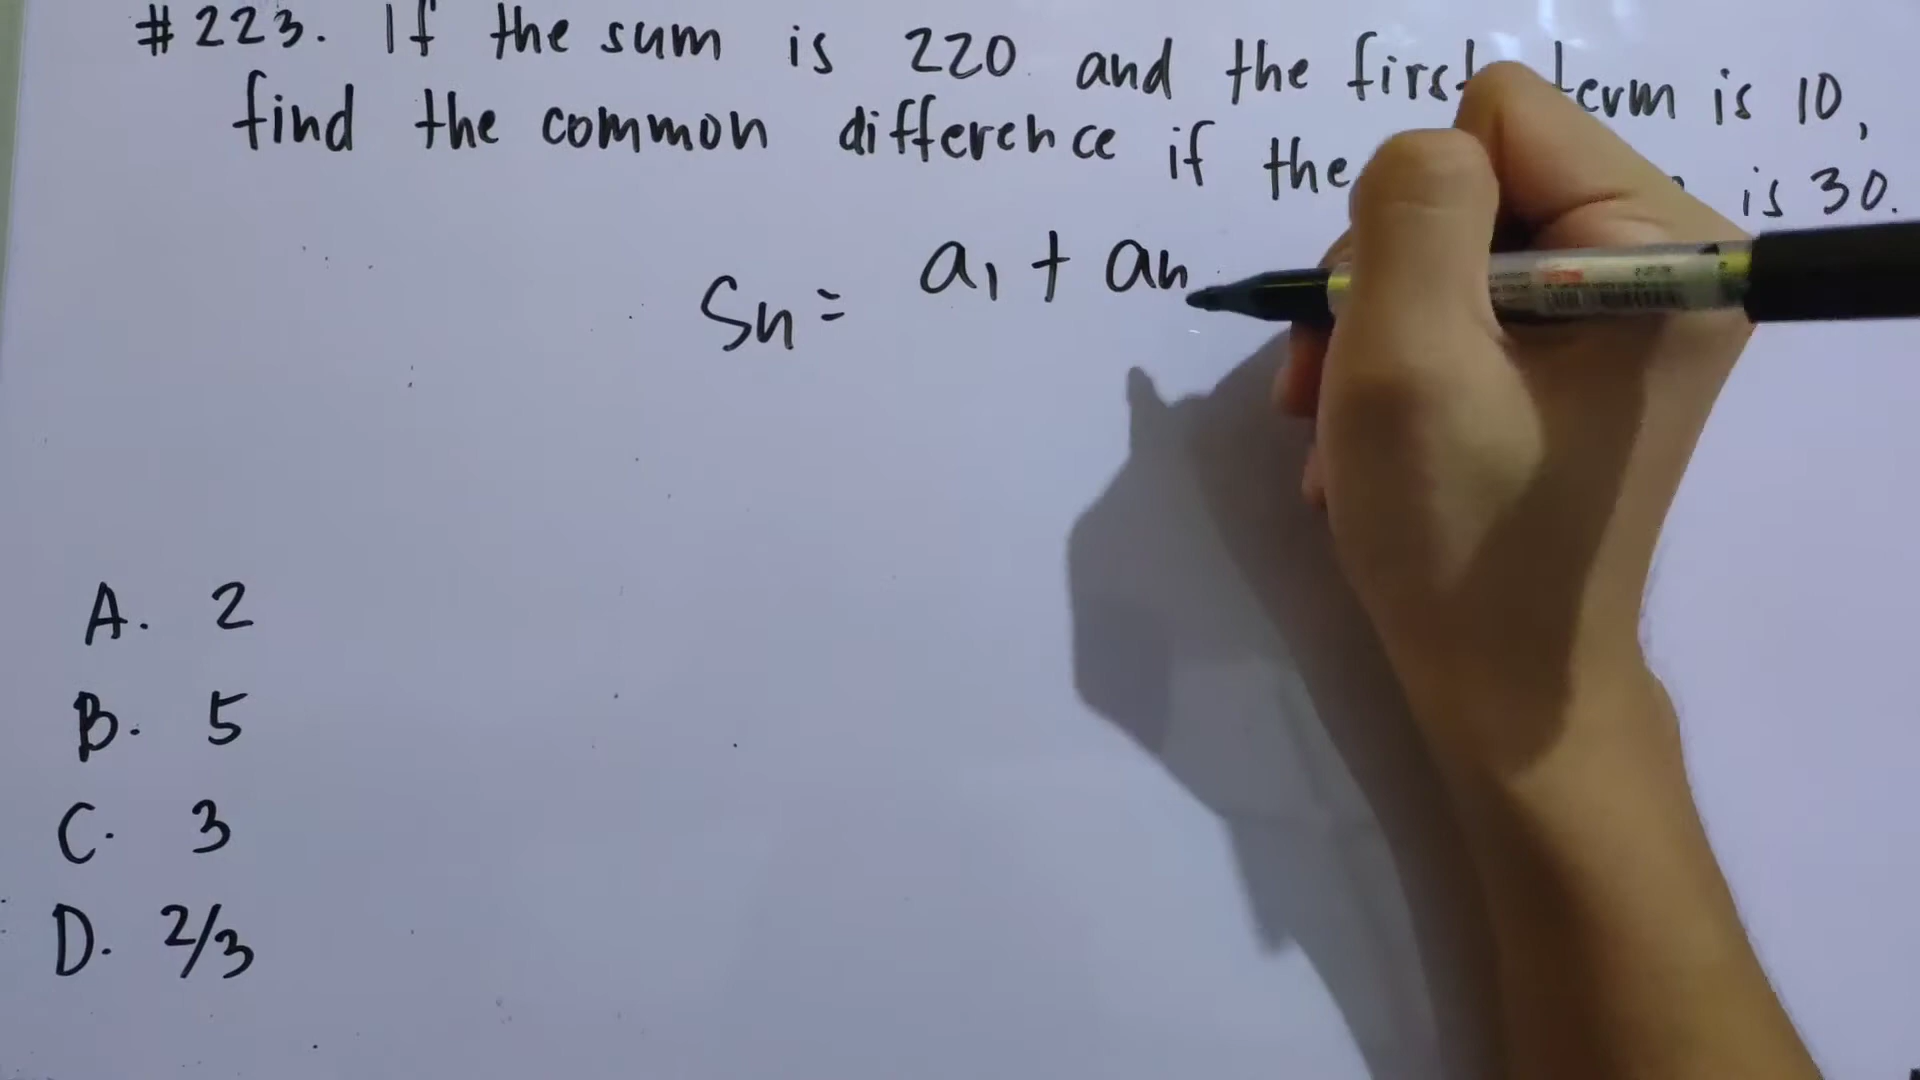 #223. If the sum is 220 and the first term is 10,
find the common difference if the is 30.
Sn = a1 + an
A. 2
B. 5
C. 3
D. 2/3